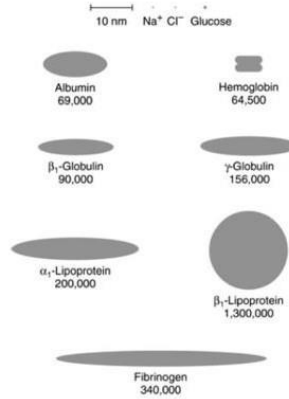 10 nm Na⁺ Cl⁻ Glucose
Albumin
69,000
Hemoglobin
64,500
β₁-Globulin
90,000
γ-Globulin
156,000
α₁-Lipoprotein
200,000
β₁-Lipoprotein
1,300,000
Fibrinogen
340,000